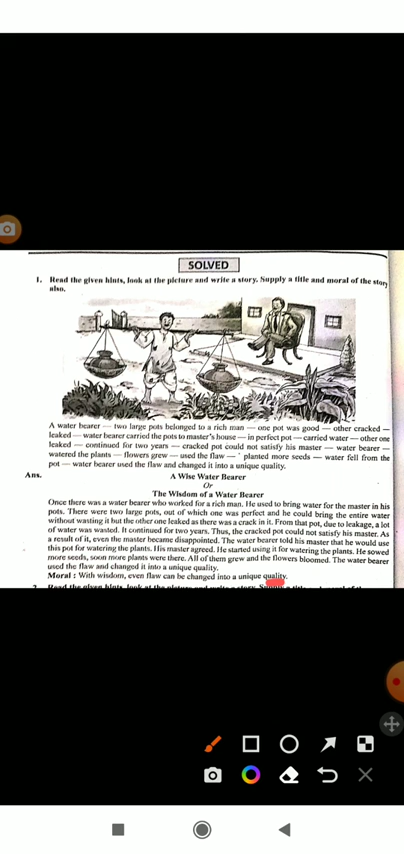 SOLVED
1. Read the given hints, look at the picture and write a story. Supply a title and moral of the story
also.
A water bearer — two large pots belonged to a rich man — one pot was good — other cracked —
leaked — water bearer carried the pots to master's house — in perfect pot — carried water — other one
leaked — continued for two years — cracked pot could not satisfy his master — water bearer —
watered the plants — flowers grew — used the flaw — planted more seeds — water fell from the
pot — water bearer used the flaw and changed it into a unique quality.
Ans. A Wise Water Bearer
Or
The Wisdom of a Water Bearer
Once there was a water bearer who worked for a rich man. He used to bring water for the master in his
pots. There were two large pots, out of which one was perfect and he could bring the entire water
without wasting it but the other one leaked as there was a crack in it. From that pot, due to leakage, a lot
of water was wasted. It continued for two years. Thus, the cracked pot could not satisfy his master. As
a result of it, even the master became disappointed. The water bearer told his master that he would use
this pot for watering the plants. His master agreed. He started using it for watering the plants. He sowed
more seeds, soon more plants were there. All of them grew and the flowers bloomed. The water bearer
used the flaw and changed it into a unique quality.
Moral : With wisdom, even flaw can be changed into a unique quality.
2. Read the given hints, look at the picture and write a story.